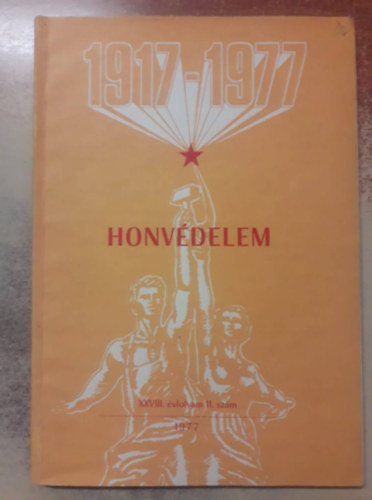 1917-1977
HONVÉDELEM
XXVIII. évfolyam 11. szám
1977